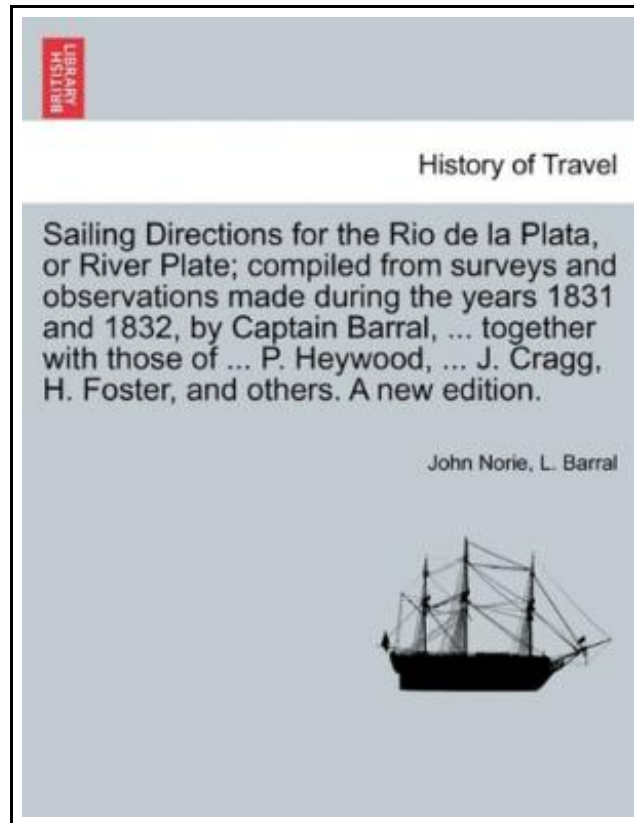 BRITISH
LIBRARY
History of Travel
Sailing Directions for the Rio de la Plata,
or River Plate; compiled from surveys and
observations made during the years 1831
and 1832, by Captain Barral, ... together
with those of ... P. Heywood, ... J. Cragg,
H. Foster, and others. A new edition.
John Norie, L. Barral